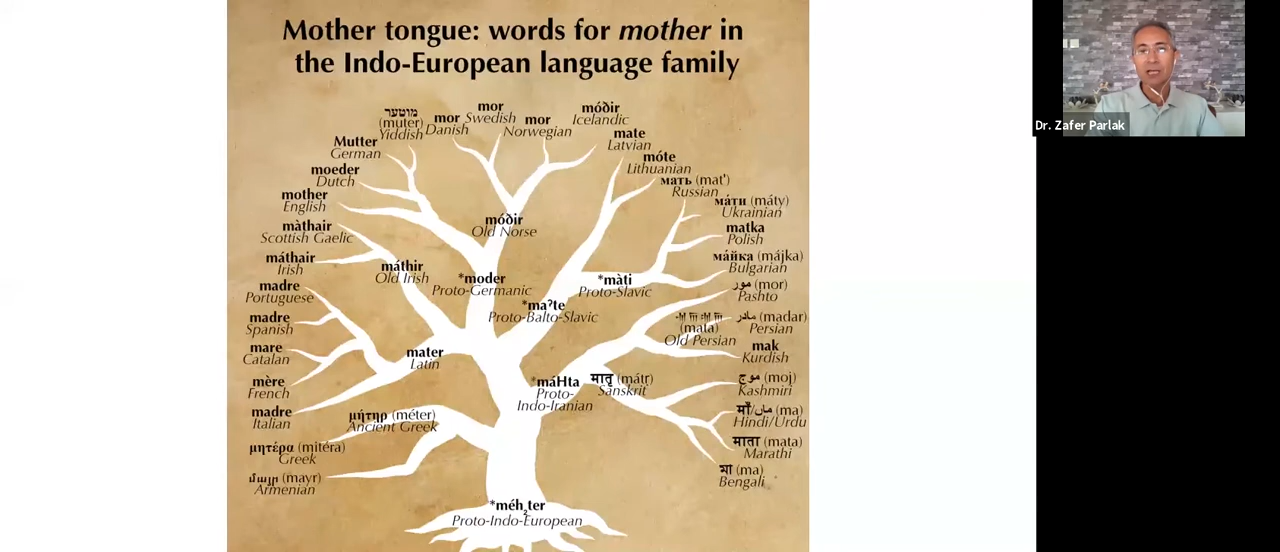 Mother tongue: words for mother in
the Indo-European language family
מוטער
(muter)
Yiddish
mor
Danish
mor
Swedish
mor
Norwegian
móðir
Icelandic
Mutter
German
mate
Latvian
moeder
Dutch
móte
Lithuanian
mother
English
мать (mat')
Russian
màthair
Scottish Gaelic
móðir
Old Norse
ма́ти (máty)
Ukrainian
matka
Polish
máthair
Irish
máthir
Old Irish
*moder
Proto-Germanic
*màti
Proto-Slavic
ма́йка (májka)
Bulgarian
madre
Portuguese
*maˀte
Proto-Balto-Slavic
مور (mor)
Pashto
madre
Spanish
(mata)
Old Persian
مادر (madar)
Persian
mare
Catalan
mater
Latin
mak
Kurdish
mère
French
*máHta
Proto-
Indo-Iranian
मातृ (mátṛ)
Sanskrit
موج (moj)
Kashmiri
madre
Italian
μήτηρ (méter)
Ancient Greek
माँ/ماں (ma)
Hindi/Urdu
μητέρα (mitéra)
Greek
माता (mata)
Marathi
մայր (mayr)
Armenian
মা (ma)
Bengali
*méh₂ter
Proto-Indo-European
Dr. Zafer Parlak